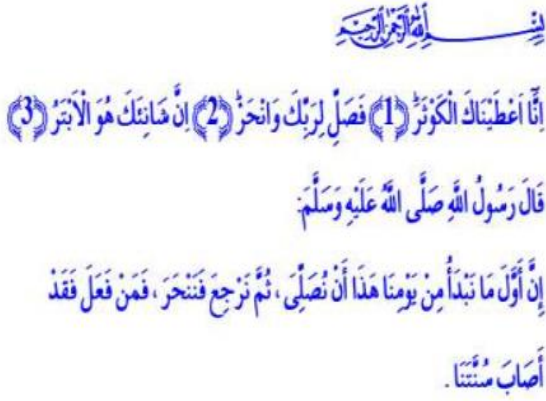 بِسْمِ اللَّهِ الرَّحْمَنِ الرَّحِيمِ
اِنَّٓا اَعْطَيْنَاكَ الْكَوْثَرَۜ ﴿1﴾ فَصَلِّ لِرَبِّكَ وَانْحَرْۜ ﴿2﴾ اِنَّ شَانِئَكَ هُوَ الْاَبْتَرُ ﴿3﴾
قَالَ رَسُولُ اللَّهِ صَلَّى اللَّهُ عَلَيْهِ وَسَلَّمَ:
إِنَّ أَوَّلَ مَا نَبْدَأُ مِنْ يَوْمِنَا هَذَا أَنْ نُصَلِّىَ ، ثُمَّ نَرْجِعَ فَنَنْحَرَ ، فَمَنْ فَعَلَ فَقَدْ
أَصَابَ سُنَّتَنَا .